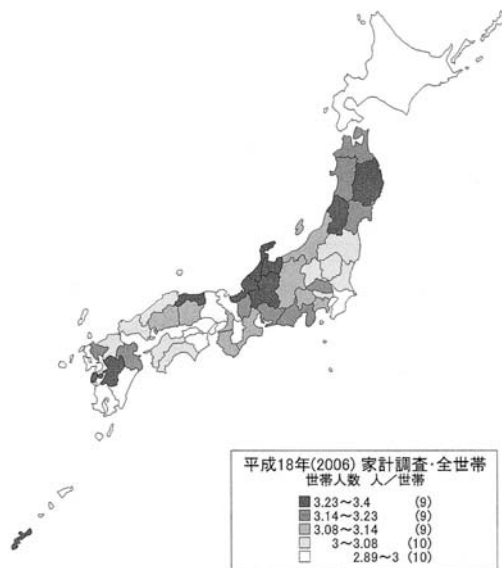 平成18年(2006) 家計調査・全世帯
世帯人数 人／世帯
3.23～3.4 (9)
3.14～3.23 (9)
3.08～3.14 (9)
3～3.08 (10)
2.89～3 (10)